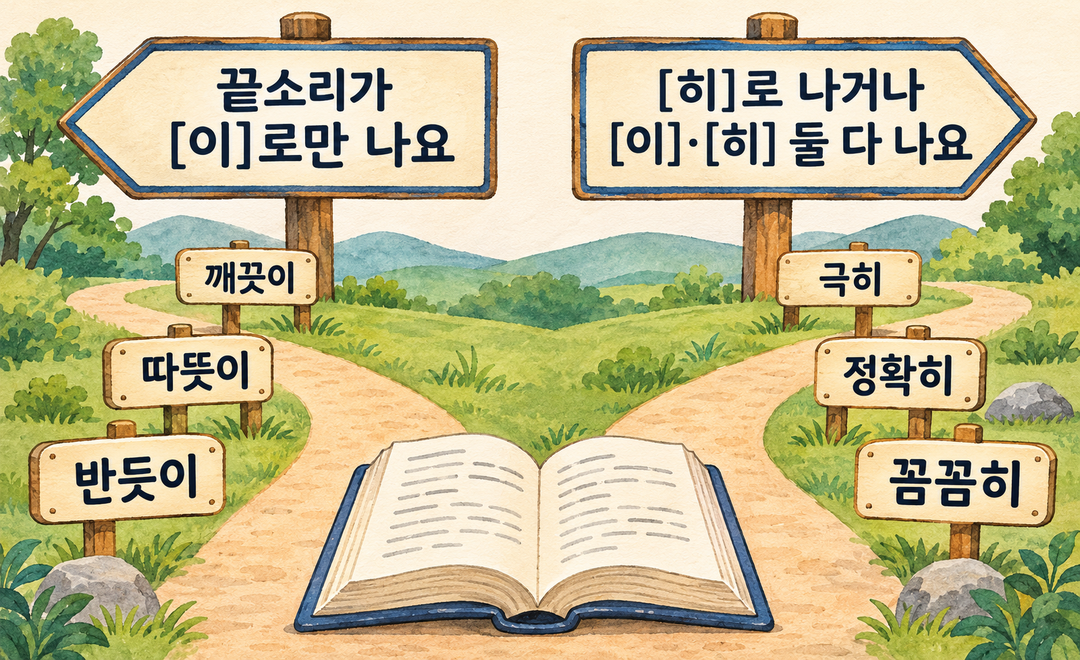 끝소리가
[이]로만 나요
[히]로 나거나
[이]·[히] 둘 다 나요
깨끗이
따뜻이
반듯이
극히
정확히
꼼꼼히